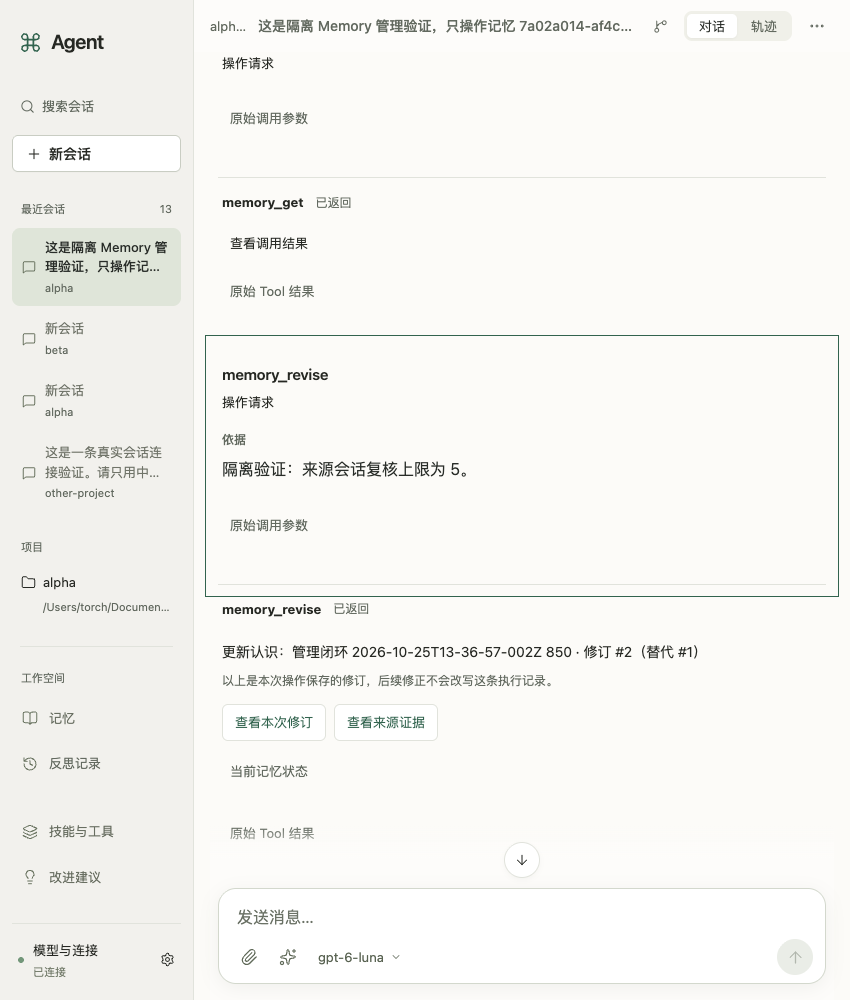 Agent
搜索会话
新会话
最近会话 13
这是隔离 Memory 管
理验证，只操作记...
alpha
新会话
beta
新会话
alpha
这是一条真实会话连
接验证。请只用中...
other-project
项目
alpha
/Users/torch/Documen...
工作空间
记忆
反思记录
技能与工具
改进建议
模型与连接
已连接
alph... 这是隔离 Memory 管理验证，只操作记忆 7a02a014-af4c... 对话 轨迹
操作请求
原始调用参数
memory_get 已返回
查看调用结果
原始 Tool 结果
memory_revise
操作请求
依据
隔离验证：来源会话复核上限为 5。
原始调用参数
memory_revise 已返回
更新认识：管理闭环 2026-10-25T13-36-57-002Z 850 · 修订 #2（替代 #1）
以上是本次操作保存的修订，后续修正不会改写这条执行记录。
查看本次修订 查看来源证据
当前记忆状态
原始 Tool 结果
发送消息...
gpt-6-luna